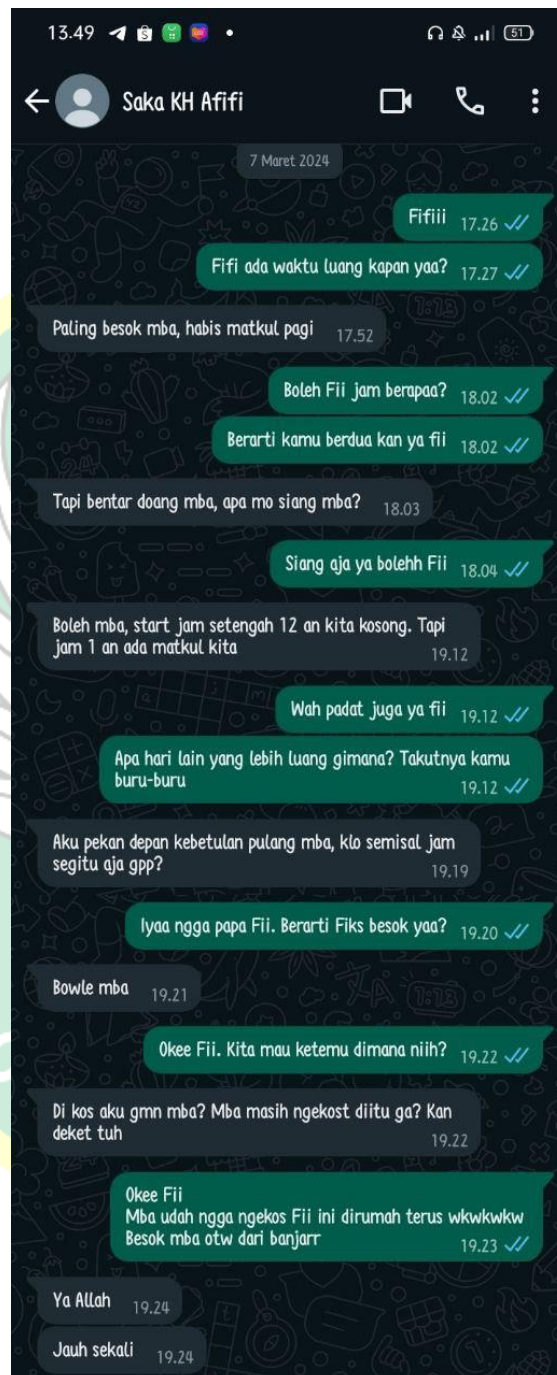 13.49
51
Saka KH Afifi
7 Maret 2024
Fifiii 17.26
Fifi ada waktu luang kapan yaa? 17.27
Paling besok mba, habis matkul pagi 17.52
Boleh Fii jam berapaa? 18.02
Berarti kamu berdua kan ya fii 18.02
Tapi bentar doang mba, apa mo siang mba? 18.03
Siang aja ya bolehh Fii 18.04
Boleh mba, start jam setengah 12 an kita kosong. Tapi
jam 1 an ada matkul kita 19.12
Wah padat juga ya fii 19.12
Apa hari lain yang lebih luang gimana? Takutnya kamu
buru-buru 19.12
Aku pekan depan kebetulan pulang mba, klo semisal jam
segitu aja gpp? 19.19
Iyaa ngga papa Fii. Berarti Fiks besok yaa? 19.20
Bowle mba 19.21
Okee Fii. Kita mau ketemu dimana niih? 19.22
Di kos aku gmn mba? Mba masih ngekost diitu ga? Kan
deket tuh 19.22
Okee Fii
Mba udah ngga ngekos Fii ini dirumah terus wkwkwkw
Besok mba otw dari banjarr 19.23
Ya Allah 19.24
Jauh sekali 19.24